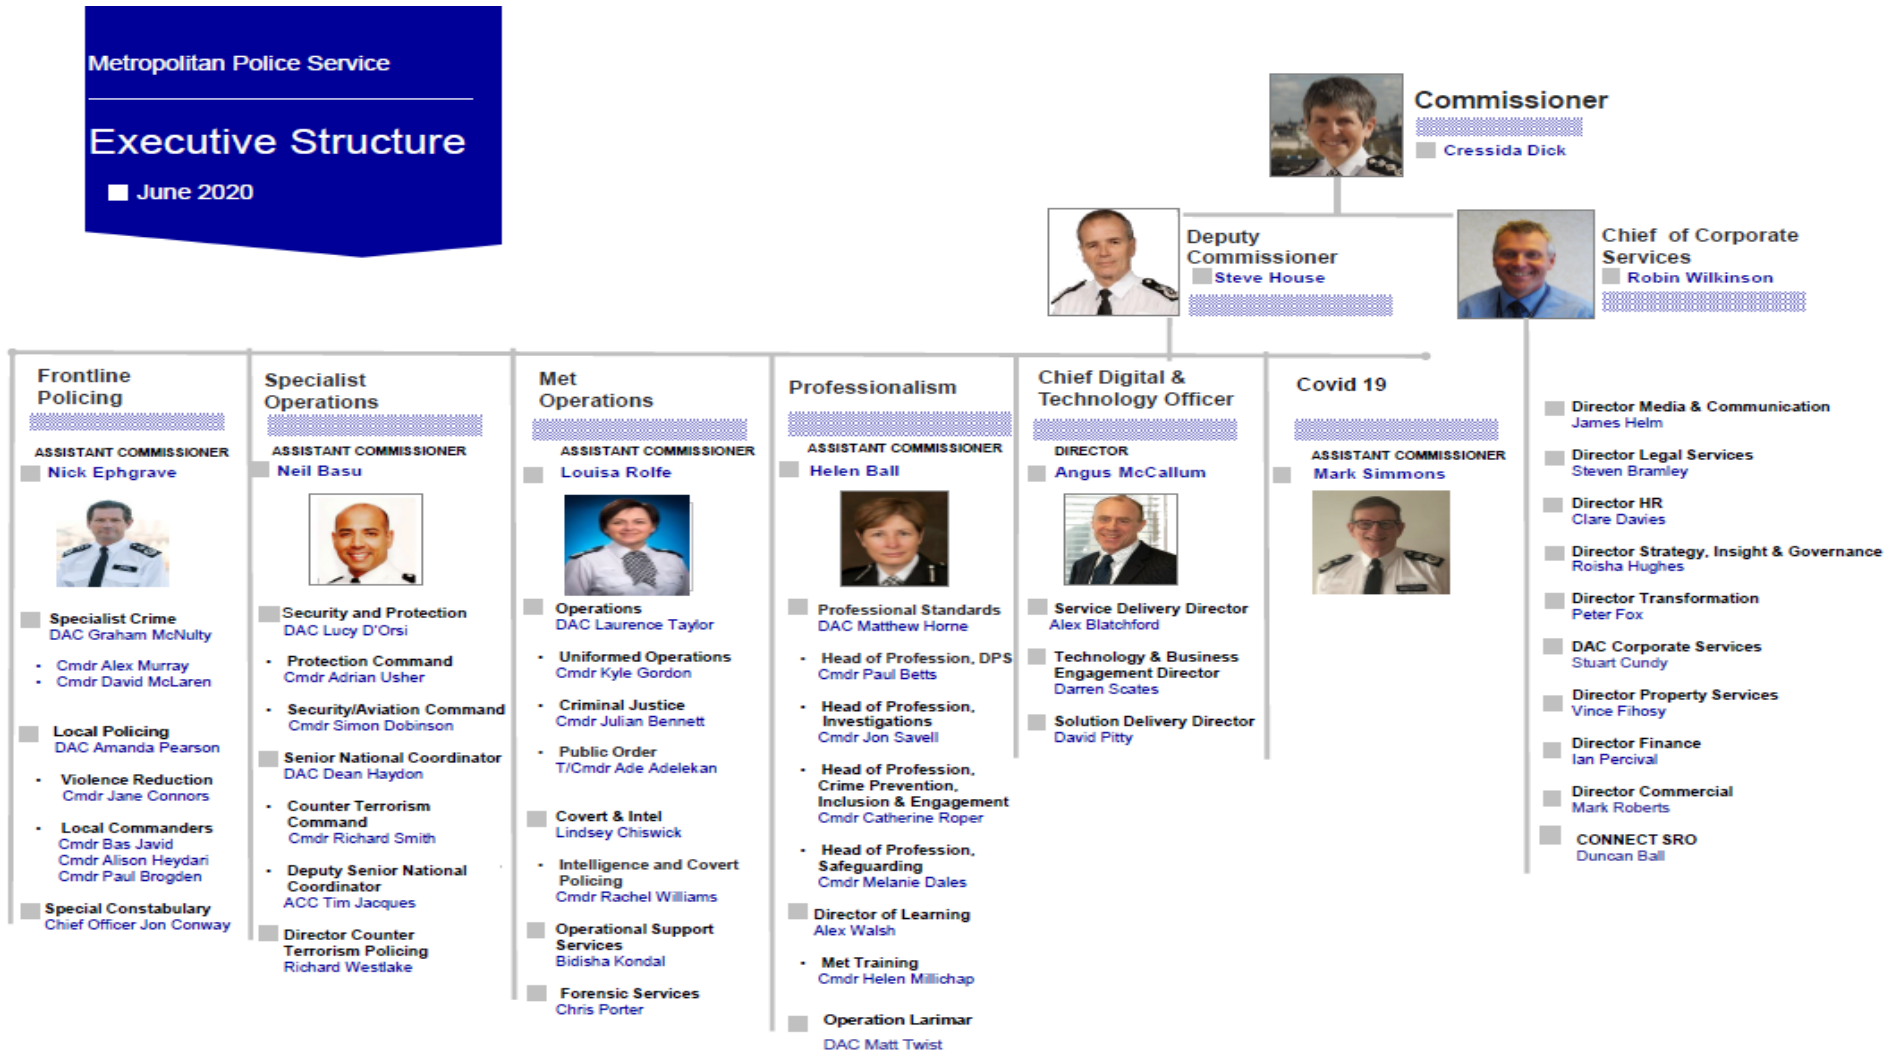 Metropolitan Police Service
Executive Structure
June 2020
Commissioner
Cressida Dick
Deputy
Commissioner
Steve House
Chief of Corporate
Services
Robin Wilkinson
Frontline
Policing
ASSISTANT COMMISSIONER
Nick Ephgrave
Specialist Crime
DAC Graham McNulty
• Cmdr Alex Murray
• Cmdr David McLaren
Local Policing
DAC Amanda Pearson
• Violence Reduction
Cmdr Jane Connors
• Local Commanders
Cmdr Bas Javid
Cmdr Alison Heydari
Cmdr Paul Brogden
Special Constabulary
Chief Officer Jon Conway
Specialist
Operations
ASSISTANT COMMISSIONER
Neil Basu
Security and Protection
DAC Lucy D'Orsi
• Protection Command
Cmdr Adrian Usher
• Security/Aviation Command
Cmdr Simon Dobinson
Senior National Coordinator
DAC Dean Haydon
• Counter Terrorism
Command
Cmdr Richard Smith
• Deputy Senior National
Coordinator
ACC Tim Jacques
Director Counter
Terrorism Policing
Richard Westlake
Met
Operations
ASSISTANT COMMISSIONER
Louisa Rolfe
Operations
DAC Laurence Taylor
• Uniformed Operations
Cmdr Kyle Gordon
• Criminal Justice
Cmdr Julian Bennett
• Public Order
T/Cmdr Ade Adelekan
Covert & Intel
Lindsey Chiswick
• Intelligence and Covert
Policing
Cmdr Rachel Williams
Operational Support
Services
Bidisha Kondal
Forensic Services
Chris Porter
Professionalism
ASSISTANT COMMISSIONER
Helen Ball
Professional Standards
DAC Matthew Horne
• Head of Profession, DPS
Cmdr Paul Betts
• Head of Profession,
Investigations
Cmdr Jon Savell
• Head of Profession,
Crime Prevention,
Inclusion & Engagement
Cmdr Catherine Roper
• Head of Profession,
Safeguarding
Cmdr Melanie Dales
Director of Learning
Alex Walsh
• Met Training
Cmdr Helen Millichap
Operation Larimar
DAC Matt Twist
Chief Digital &
Technology Officer
DIRECTOR
Angus McCallum
Service Delivery Director
Alex Blatchford
Technology & Business
Engagement Director
Darren Scates
Solution Delivery Director
David Pitty
Covid 19
ASSISTANT COMMISSIONER
Mark Simmons
Director Media & Communication
James Helm
Director Legal Services
Steven Bramley
Director HR
Clare Davies
Director Strategy, Insight & Governance
Roisha Hughes
Director Transformation
Peter Fox
DAC Corporate Services
Stuart Cundy
Director Property Services
Vince Fihosy
Director Finance
Ian Percival
Director Commercial
Mark Roberts
CONNECT SRO
Duncan Ball